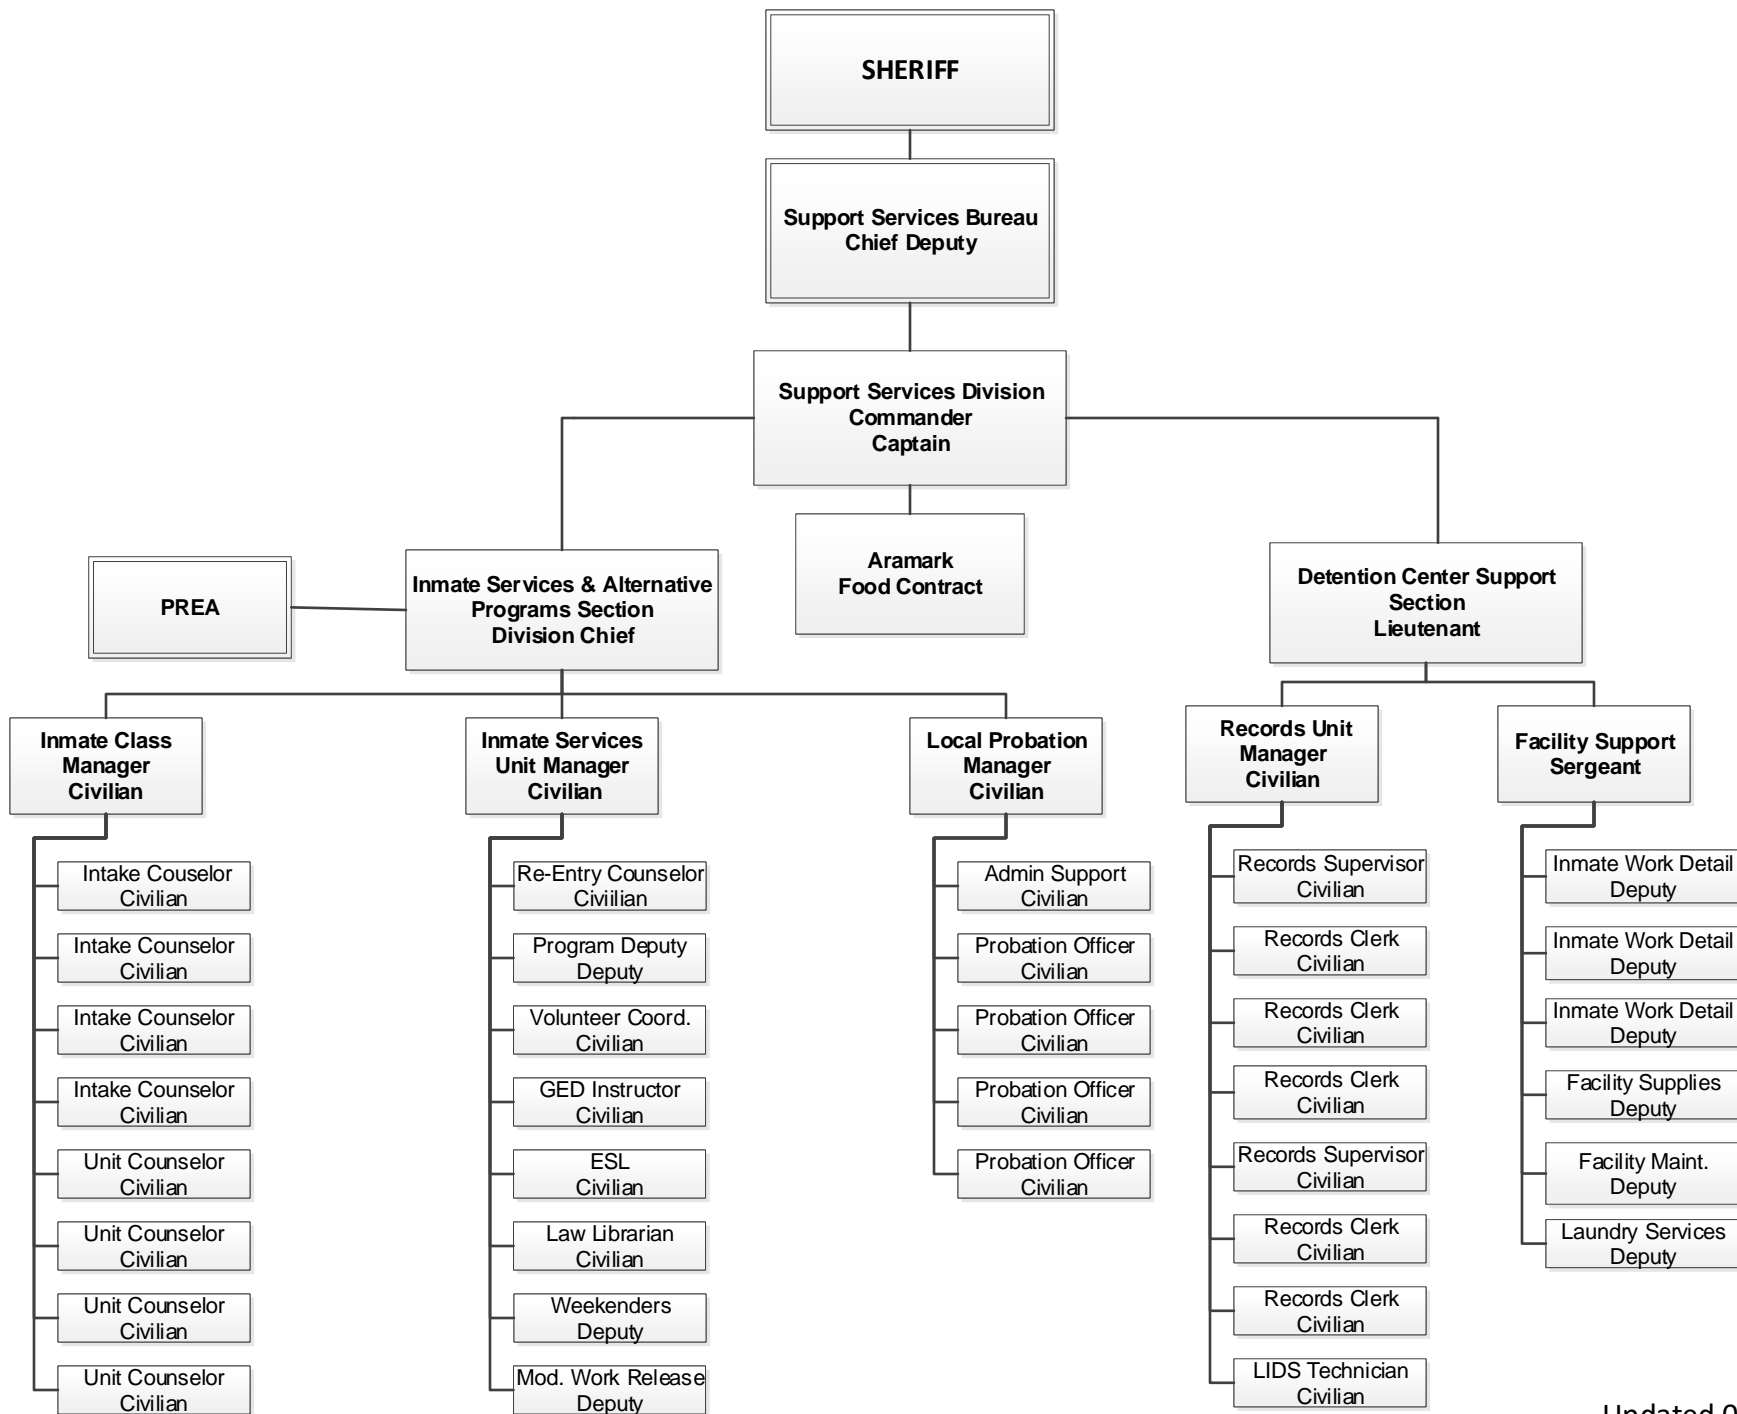 SHERIFF
Support Services Bureau
Chief Deputy
Support Services Division
Commander
Captain
Aramark
Food Contract
PREA
Inmate Services & Alternative
Programs Section
Division Chief
Detention Center Support
Section
Lieutenant
Inmate Class
Manager
Civilian
Intake Couselor
Civilian
Intake Counselor
Civilian
Intake Counselor
Civilian
Intake Counselor
Civilian
Unit Counselor
Civilian
Unit Counselor
Civilian
Unit Counselor
Civilian
Unit Counselor
Civilian
Inmate Services
Unit Manager
Civilian
Re-Entry Counselor
Civiilian
Program Deputy
Deputy
Volunteer Coord.
Civilian
GED Instructor
Civilian
ESL
Civilian
Law Librarian
Civilian
Weekenders
Deputy
Mod. Work Release
Deputy
Local Probation
Manager
Civilian
Admin Support
Civilian
Probation Officer
Civilian
Probation Officer
Civilian
Probation Officer
Civilian
Probation Officer
Civilian
Records Unit
Manager
Civilian
Records Supervisor
Civilian
Records Clerk
Civilian
Records Clerk
Civilian
Records Clerk
Civilian
Records Supervisor
Civilian
Records Clerk
Civilian
Records Clerk
Civilian
LIDS Technician
Civilian
Facility Support
Sergeant
Inmate Work Detail
Deputy
Inmate Work Detail
Deputy
Inmate Work Detail
Deputy
Facility Supplies
Deputy
Facility Maint.
Deputy
Laundry Services
Deputy
Updated